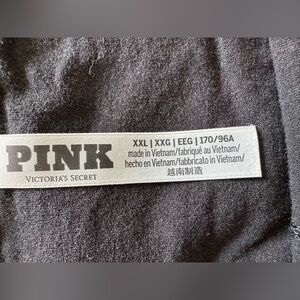 PINK
VICTORIA'S SECRET
XXL | XXG | EEG | 170/96A
made in Vietnam/fabriqué au Vietnam/
hecho en Vietnam/fabbricato in Vietnam/
越南制造